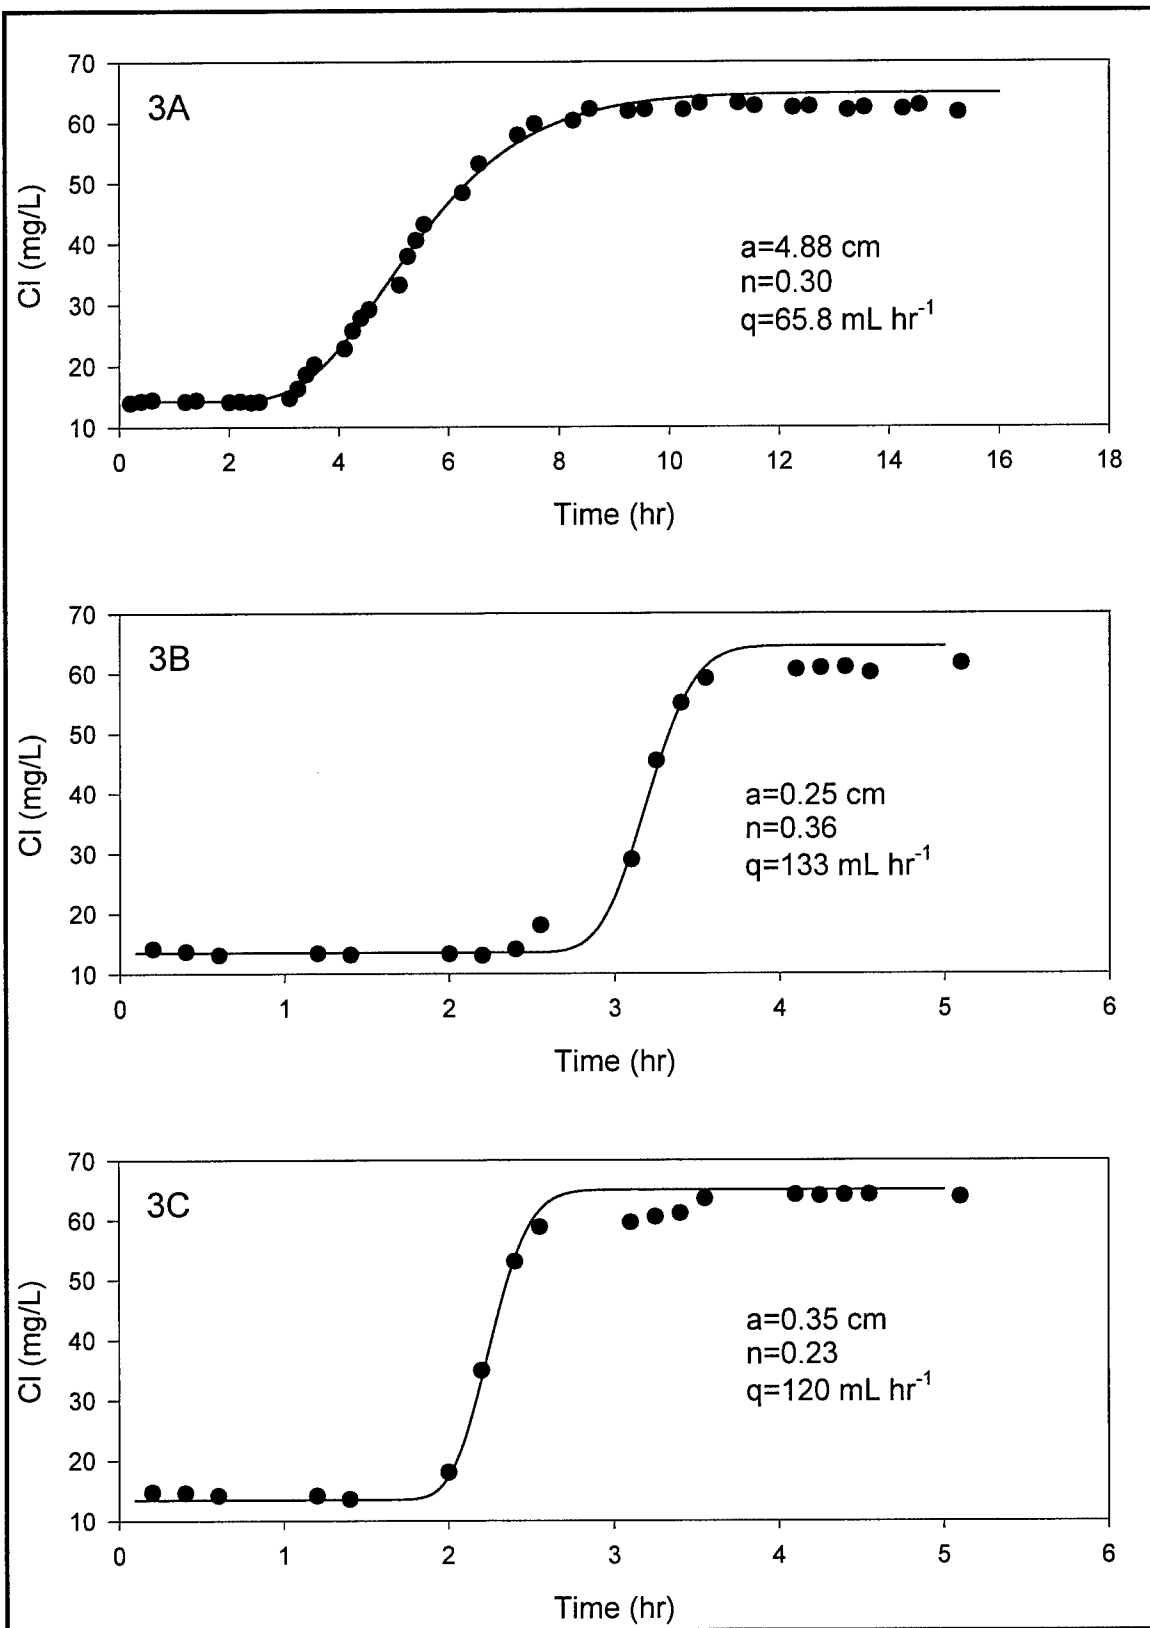 70
60
50
40
30
20
10
Cl (mg/L)
3A
a=4.88 cm
n=0.30
q=65.8 mL hr-1
0 2 4 6 8 10 12 14 16 18
Time (hr)
70
60
50
40
30
20
10
Cl (mg/L)
3B
a=0.25 cm
n=0.36
q=133 mL hr-1
0 1 2 3 4 5 6
Time (hr)
70
60
50
40
30
20
10
Cl (mg/L)
3C
a=0.35 cm
n=0.23
q=120 mL hr-1
0 1 2 3 4 5 6
Time (hr)